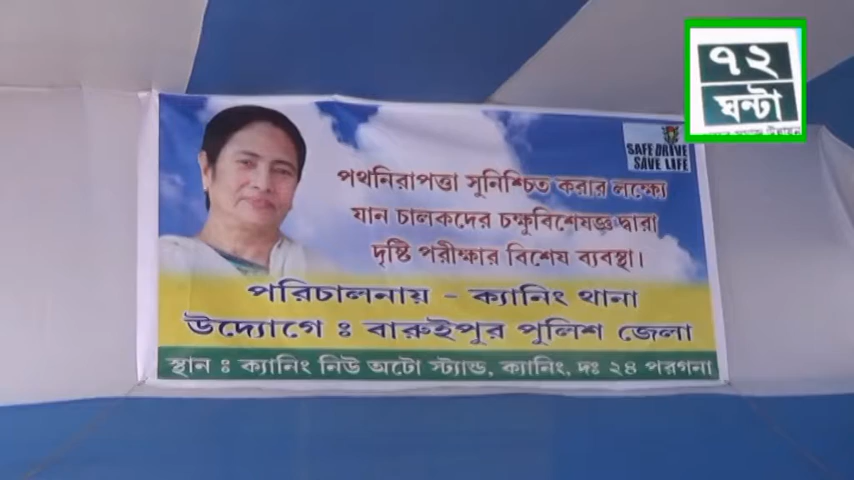 ৭২
ঘন্টা
SAFE DRIVE
SAVE LIFE
পথনিরাপত্তা সুনিশ্চিত করার লক্ষ্যে
যান চালকদের চক্ষুবিশেষজ্ঞ দ্বারা
দৃষ্টি পরীক্ষার বিশেষ ব্যবস্থা।
পরিচালনায় - ক্যানিং থানা
উদ্যোগে ঃ বারুইপুর পুলিশ জেলা
স্থান ঃ ক্যানিং নিউ অটো স্ট্যান্ড, ক্যানিং, দঃ ২৪ পরগনা